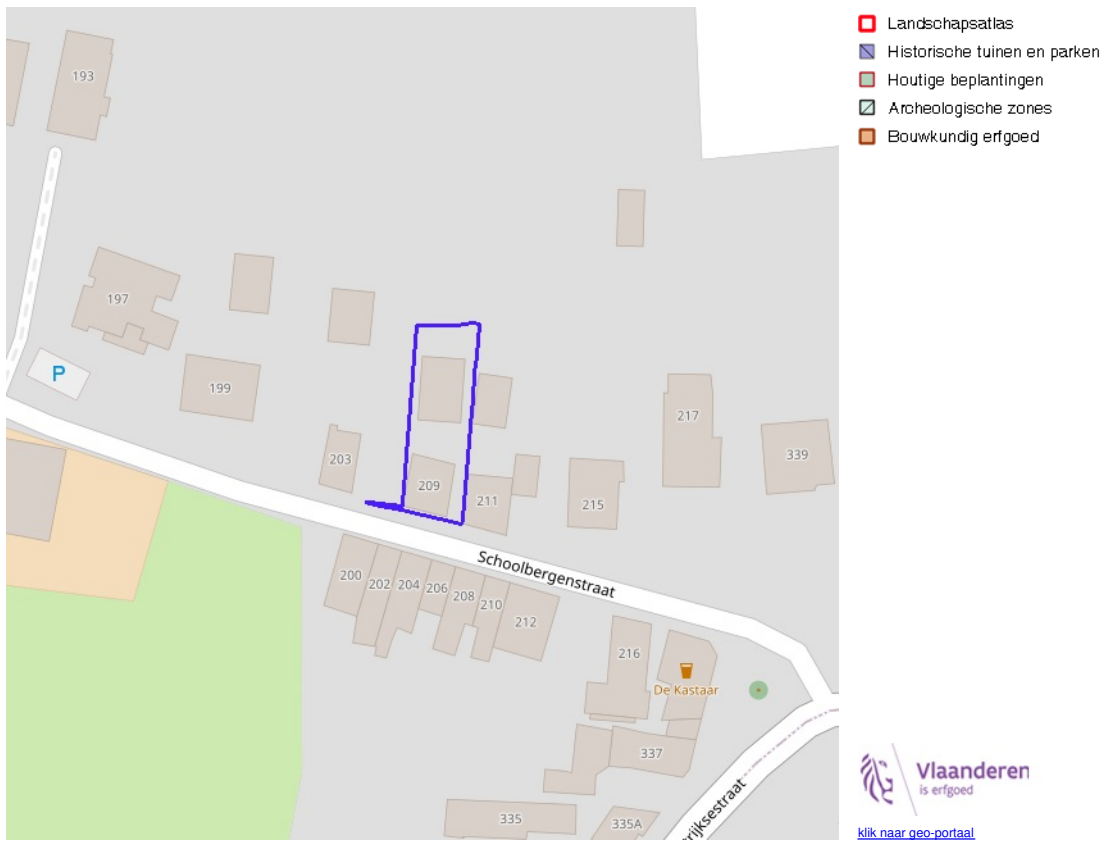 Landschapsatlas
Historische tuinen en parken
Houtige beplantingen
Archeologische zones
Bouwkundig erfgoed
193
197
P
199
203
209
211
217
339
215
Schoolbergenstraat
200
202
204
206
208
210
212
216
De Kastaar
337
335
335A
rijksestraat
Vlaanderen
is erfgoed
klik naar geo-portaal